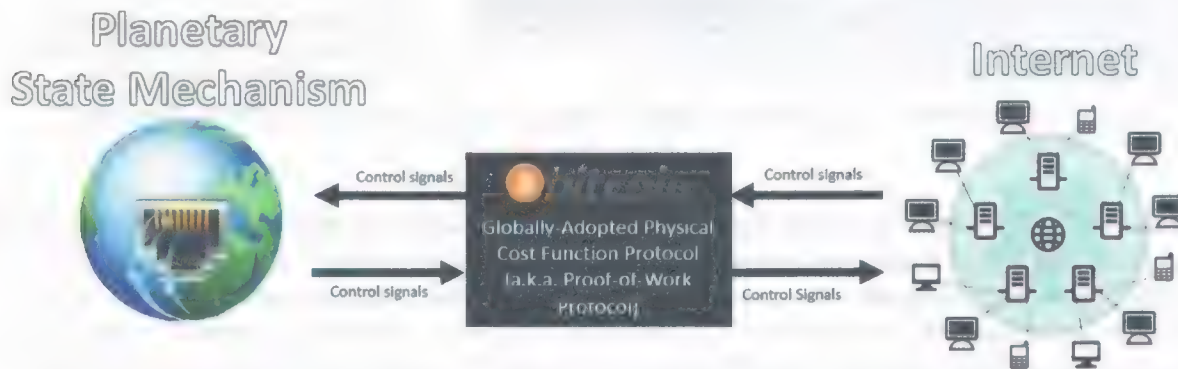 Planetary
State Mechanism
Internet
Control signals
Control signals
Globally-Adopted Physical
Cost Function Protocol
(a.k.a. Proof-of-Work
Protocol)
Control signals
Control Signals